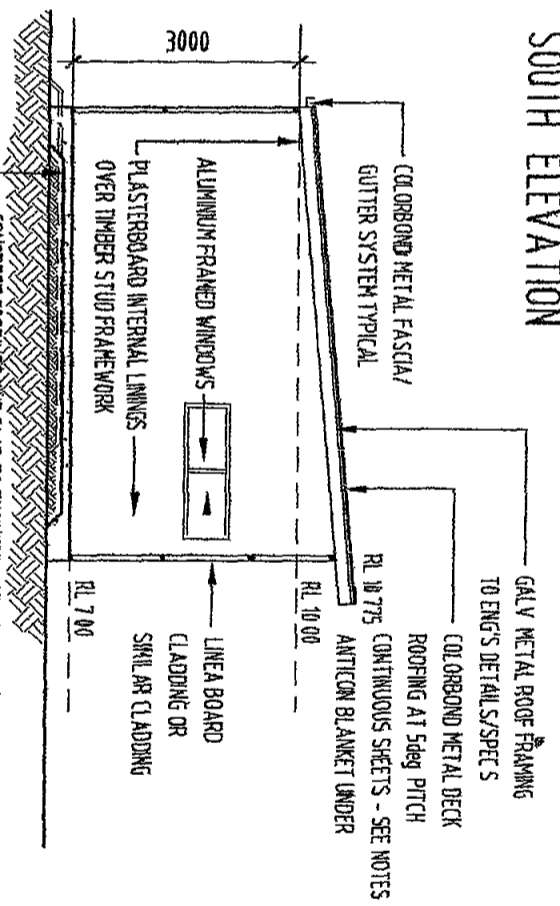 SOUTH ELEVATION
GALV METAL ROOF FRAMING
TO ENG'S DETAILS/SPECS
COLORBOND METAL DECK
ROOFING AT 5deg PITCH
CONTINUOUS SHEETS - SEE NOTES
ANTICON BLANKET UNDER
COLORBOND METAL FASCIA/
GUTTER SYSTEM TYPICAL
RL 10 775
RL 10 00
3000
ALUMINIUM FRAMED WINDOWS
PLASTERBOARD INTERNAL LININGS
OVER TIMBER STUD FRAMEWORK
LINEA BOARD
CLADDING OR
SIMILAR CLADDING
RL 7 00